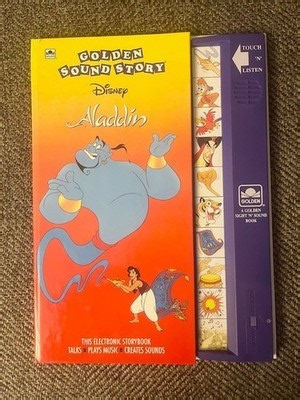 GOLDEN
SOUND STORY
Disney
Aladdin
THIS ELECTRONIC STORYBOOK
TALKS • PLAYS MUSIC • CREATES SOUNDS
TOUCH
'N'
LISTEN
GOLDEN
A GOLDEN
SIGHT 'N' SOUND
BOOK